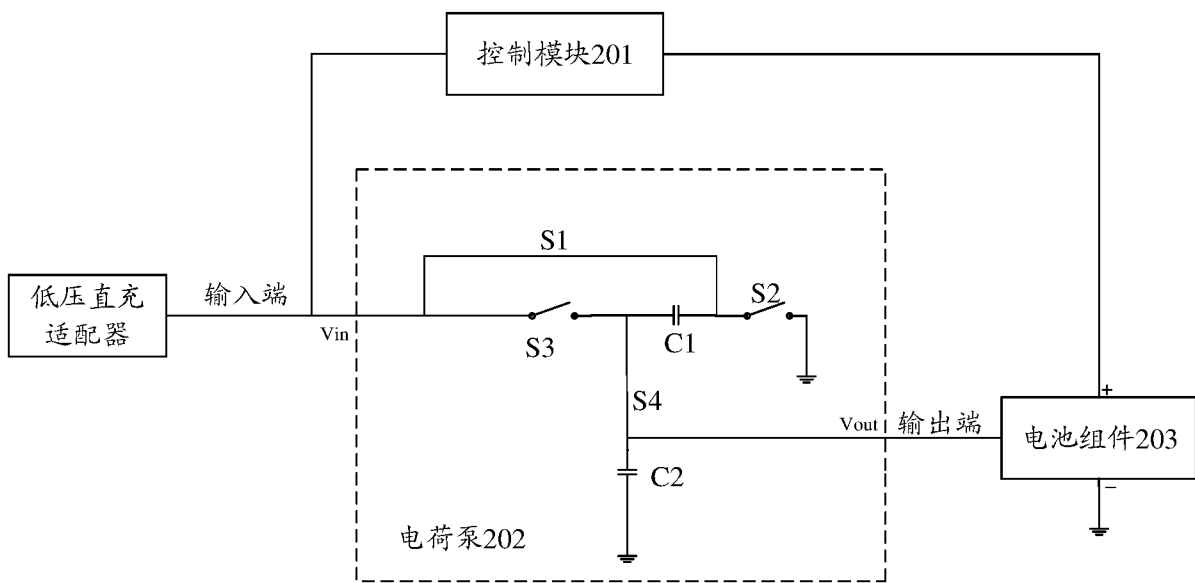 控制模块201
S1
低压直充
适配器
输入端
Vin
S3
C1
S2
S4
Vout
输出端
+
电池组件203
−
C2
电荷泵202